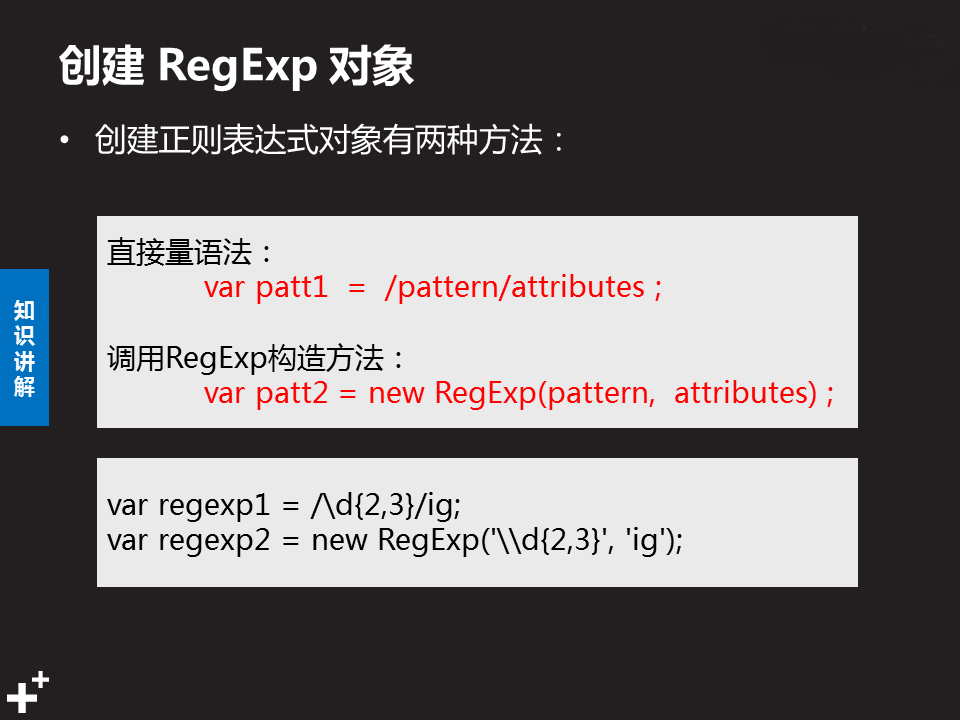 创建 RegExp 对象
• 创建正则表达式对象有两种方法：
直接量语法：
var patt1 = /pattern/attributes ;
调用RegExp构造方法：
var patt2 = new RegExp(pattern, attributes) ;
知识讲解
var regexp1 = /\d{2,3}/ig;
var regexp2 = new RegExp('\\d{2,3}', 'ig');